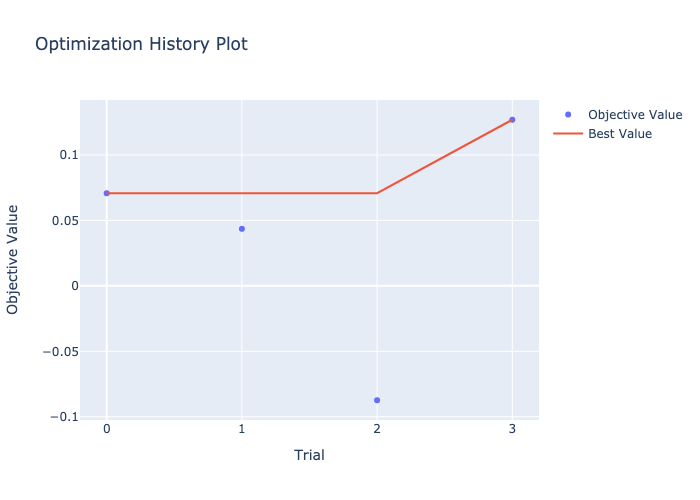 Optimization History Plot
Objective Value
Best Value
0.1
0.05
0
−0.05
−0.1
Objective Value
0
1
2
3
Trial